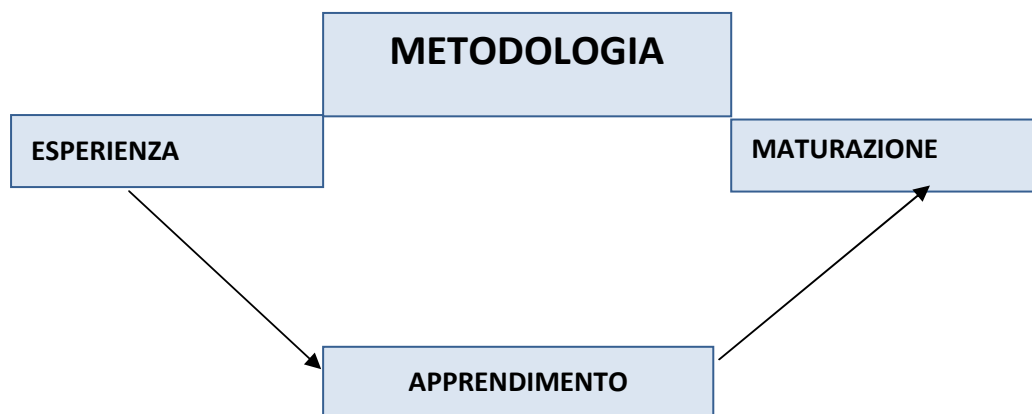 METODOLOGIA
ESPERIENZA
MATURAZIONE
APPRENDIMENTO